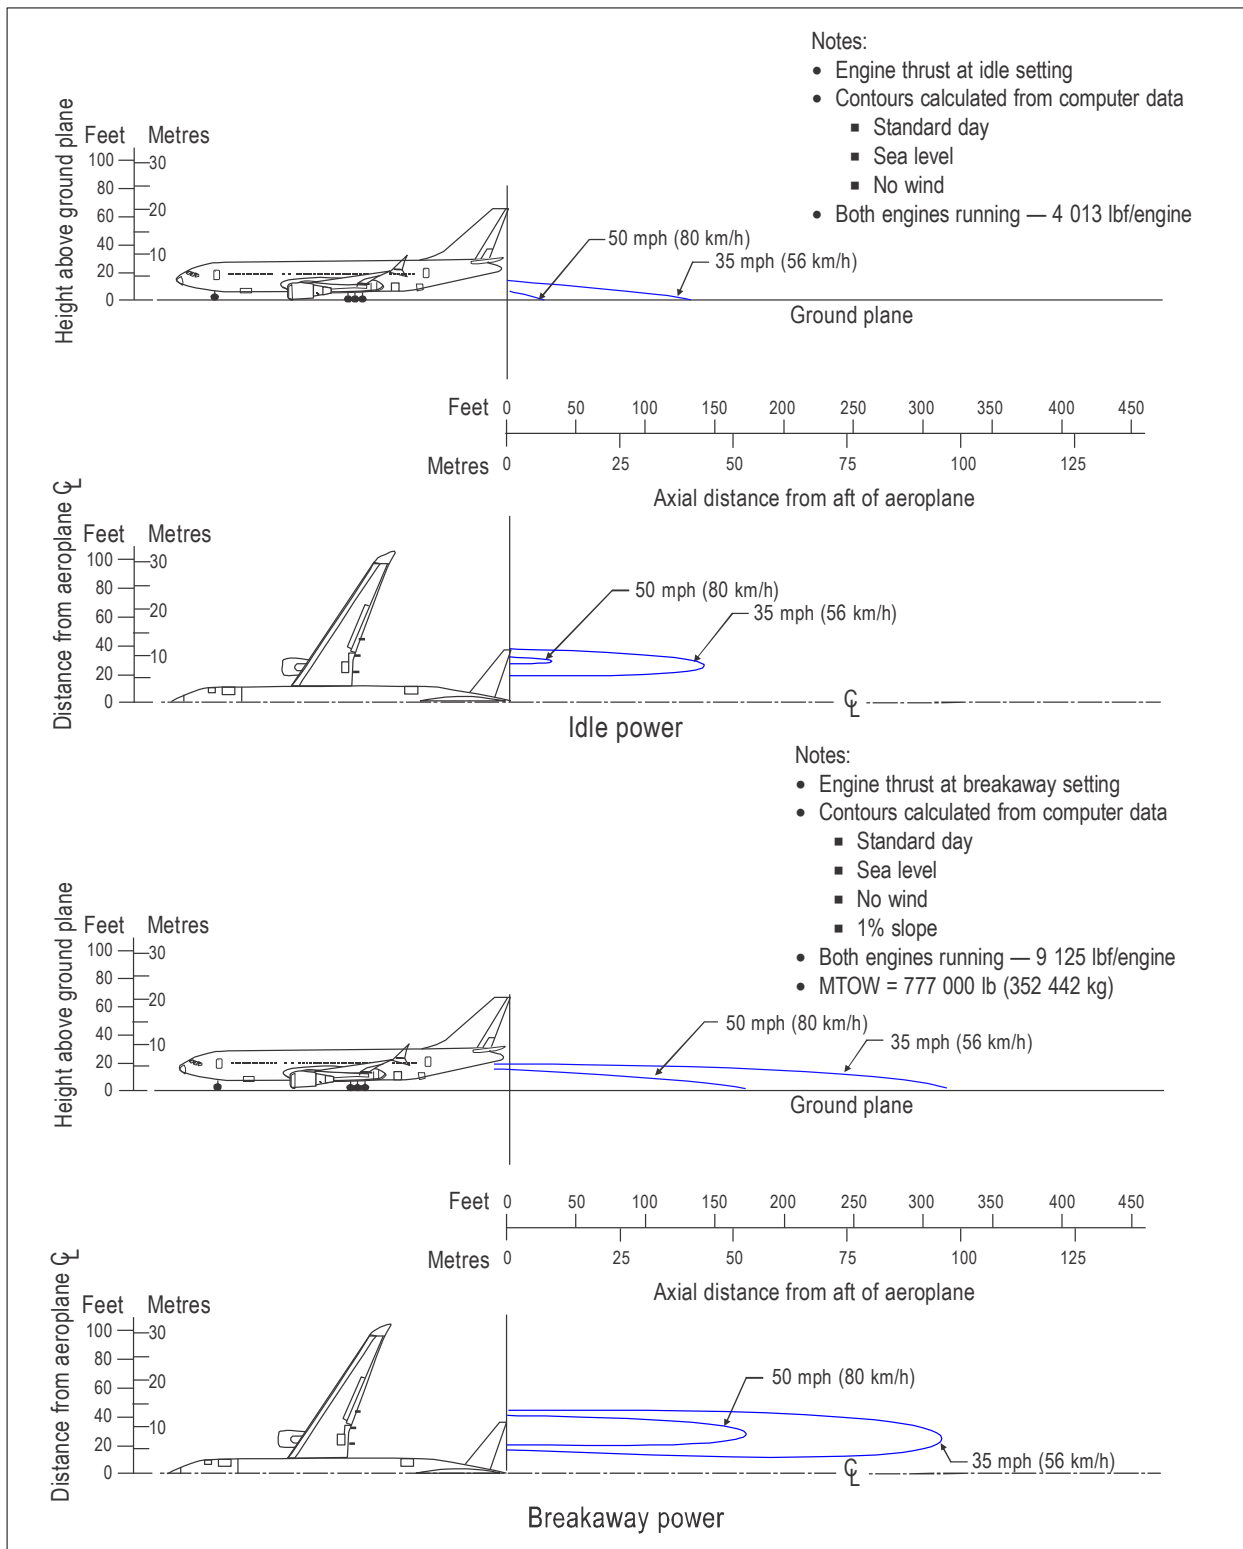 Notes:
● Engine thrust at idle setting
● Contours calculated from computer data
■ Standard day
■ Sea level
■ No wind
● Both engines running — 4 013 lbf/engine
Height above ground plane
Feet Metres
100
80
60
40
20
0
30
20
10
50 mph (80 km/h)
35 mph (56 km/h)
Ground plane
Feet 0 50 100 150 200 250 300 350 400 450
Metres 0 25 50 75 100 125
Axial distance from aft of aeroplane
Distance from aeroplane ℄
Feet Metres
100
80
60
40
20
0
30
20
10
50 mph (80 km/h)
35 mph (56 km/h)
℄
Idle power
Notes:
● Engine thrust at breakaway setting
● Contours calculated from computer data
■ Standard day
■ Sea level
■ No wind
■ 1% slope
● Both engines running — 9 125 lbf/engine
● MTOW = 777 000 lb (352 442 kg)
Height above ground plane
Feet Metres
100
80
60
40
20
0
30
20
10
50 mph (80 km/h)
35 mph (56 km/h)
Ground plane
Feet 0 50 100 150 200 250 300 350 400 450
Metres 0 25 50 75 100 125
Axial distance from aft of aeroplane
Distance from aeroplane ℄
Feet Metres
100
80
60
40
20
0
30
20
10
50 mph (80 km/h)
35 mph (56 km/h)
℄
Breakaway power